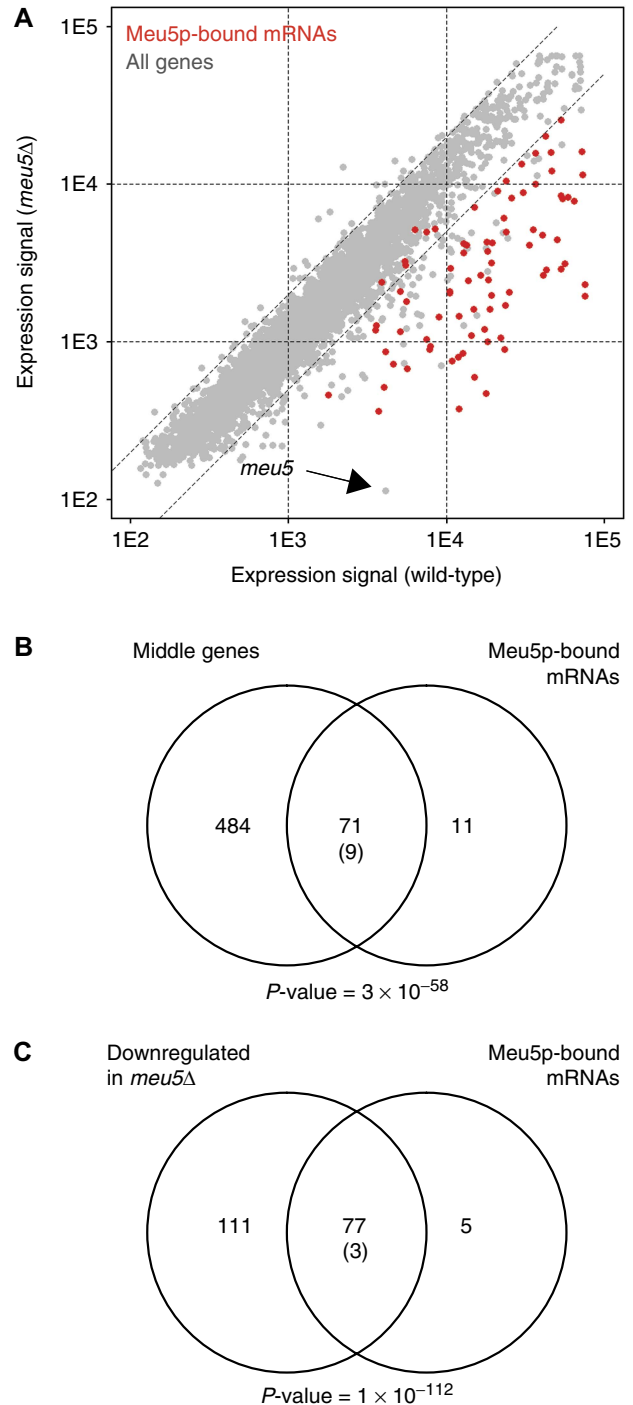 A
1E5
Meu5p-bound mRNAs
All genes
1E4
Expression signal (meu5Δ)
1E3
1E2
meu5
1E2 1E3 1E4 1E5
Expression signal (wild-type)
B
Middle genes
Meu5p-bound
mRNAs
484
71
(9)
11
P-value = 3 × 10⁻⁵⁸
C
Downregulated
in meu5Δ
Meu5p-bound
mRNAs
111
77
(3)
5
P-value = 1 × 10⁻¹¹²